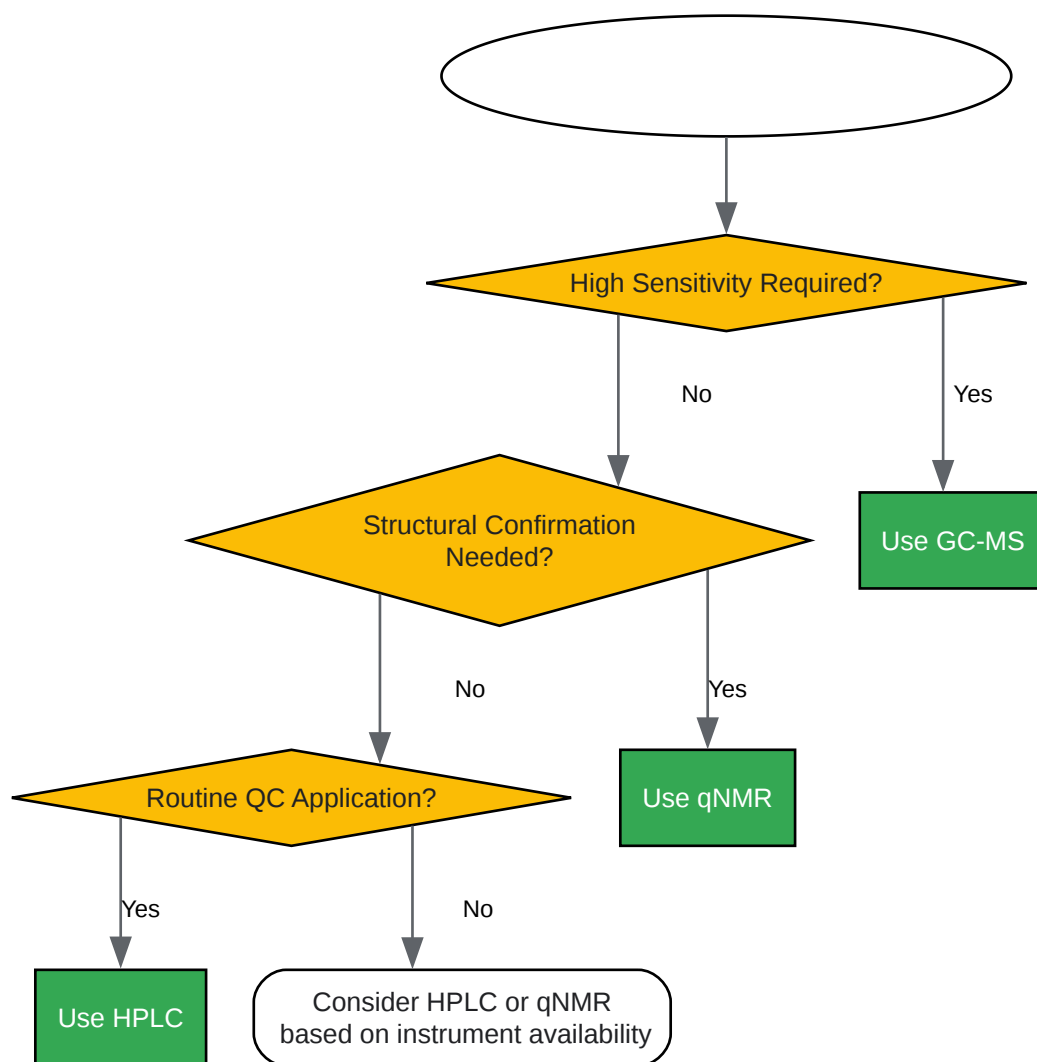 High Sensitivity Required?
No
Yes
Structural Confirmation
Needed?
Use GC-MS
No
Yes
Routine QC Application?
Use qNMR
Yes
No
Use HPLC
Consider HPLC or qNMR
based on instrument availability